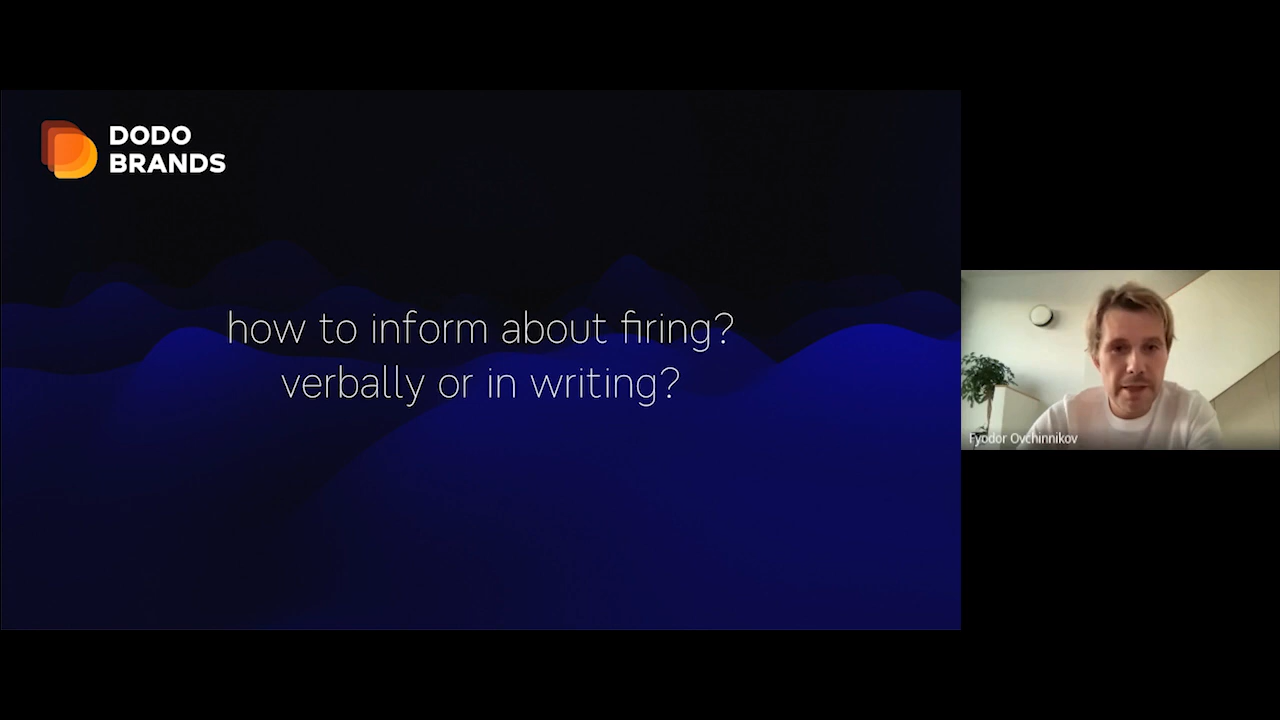 DODO
BRANDS
how to inform about firing?
verbally or in writing?
Fyodor Ovchinnikov